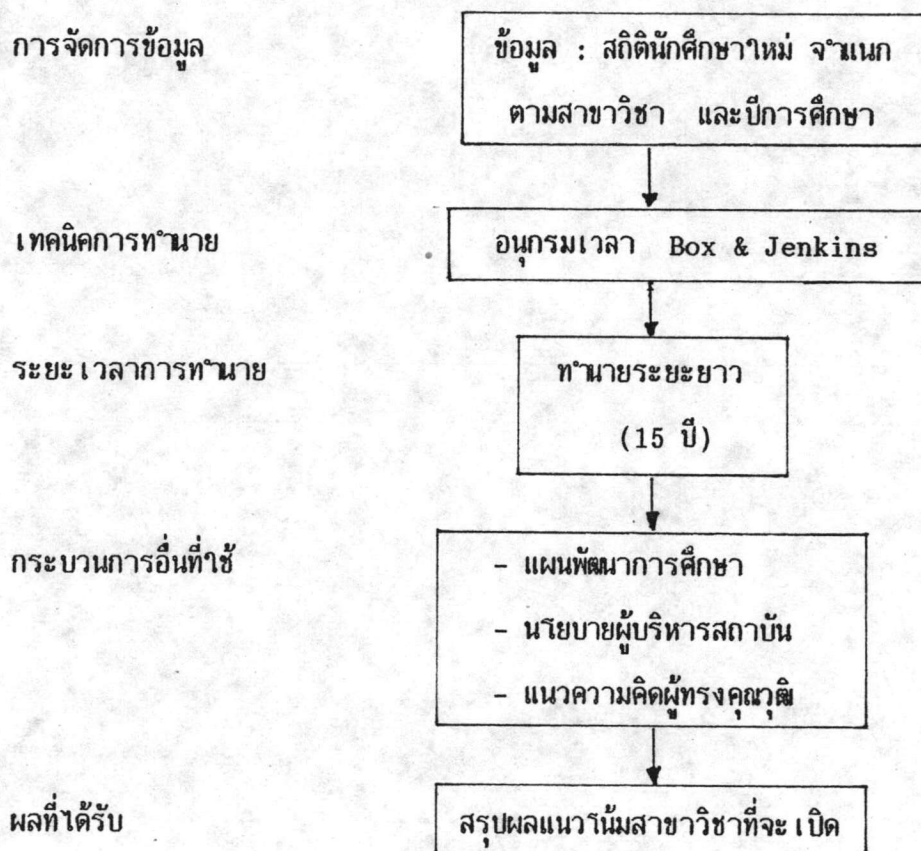 การจัดการข้อมูล
ข้อมูล : สถิตินักศึกษาใหม่ จำแนก
ตามสาขาวิชา และปีการศึกษา
เทคนิคการทำนาย
อนุกรมเวลา Box & Jenkins
ระยะเวลาการทำนาย
ทำนายระยะยาว
(15 ปี)
กระบวนการอื่นที่ใช้
- แผนพัฒนาการศึกษา
- นโยบายผู้บริหารสถาบัน
- แนวความคิดผู้ทรงคุณวุฒิ
ผลที่ได้รับ
สรุปผลแนวโน้มสาขาวิชาที่จะเปิด